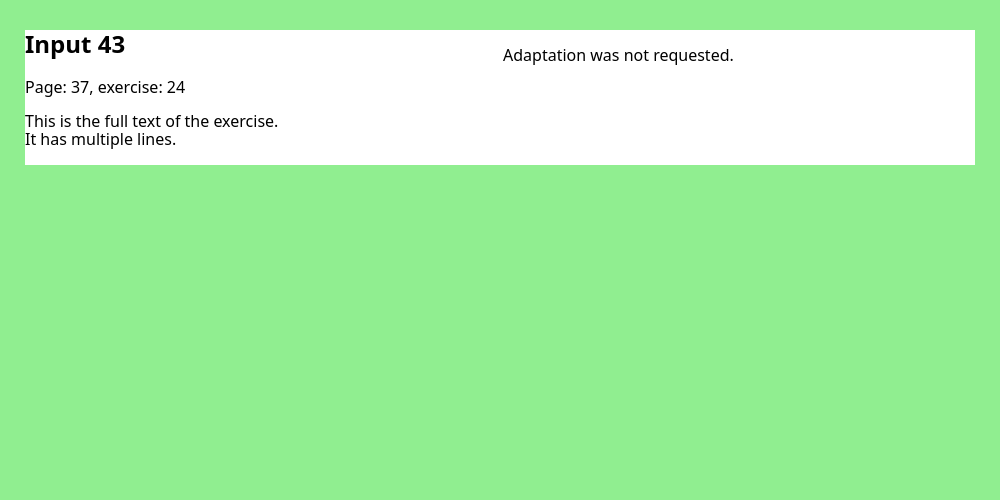 Input 43
Page: 37, exercise: 24
This is the full text of the exercise.
It has multiple lines.
Adaptation was not requested.